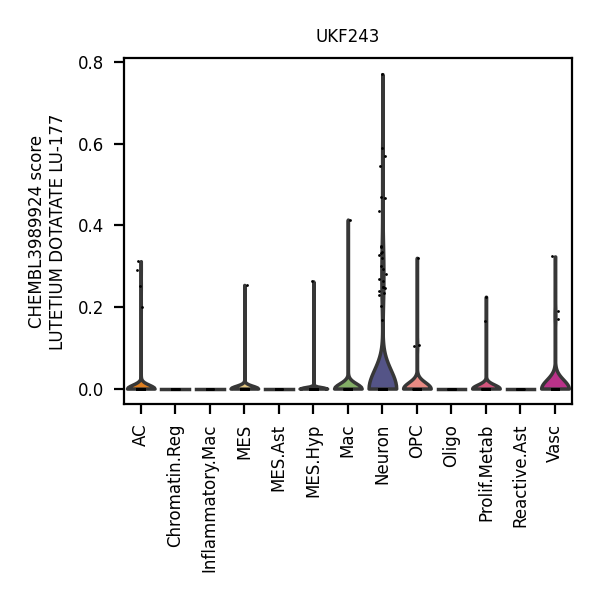 UKF243
CHEMBL3989924 score
LUTETIUM DOTATATE LU-177
0.8
0.6
0.4
0.2
0.0
AC
Chromatin.Reg
Inflammatory.Mac
MES
MES.Ast
MES.Hyp
Mac
Neuron
OPC
Oligo
Prolif.Metab
Reactive.Ast
Vasc